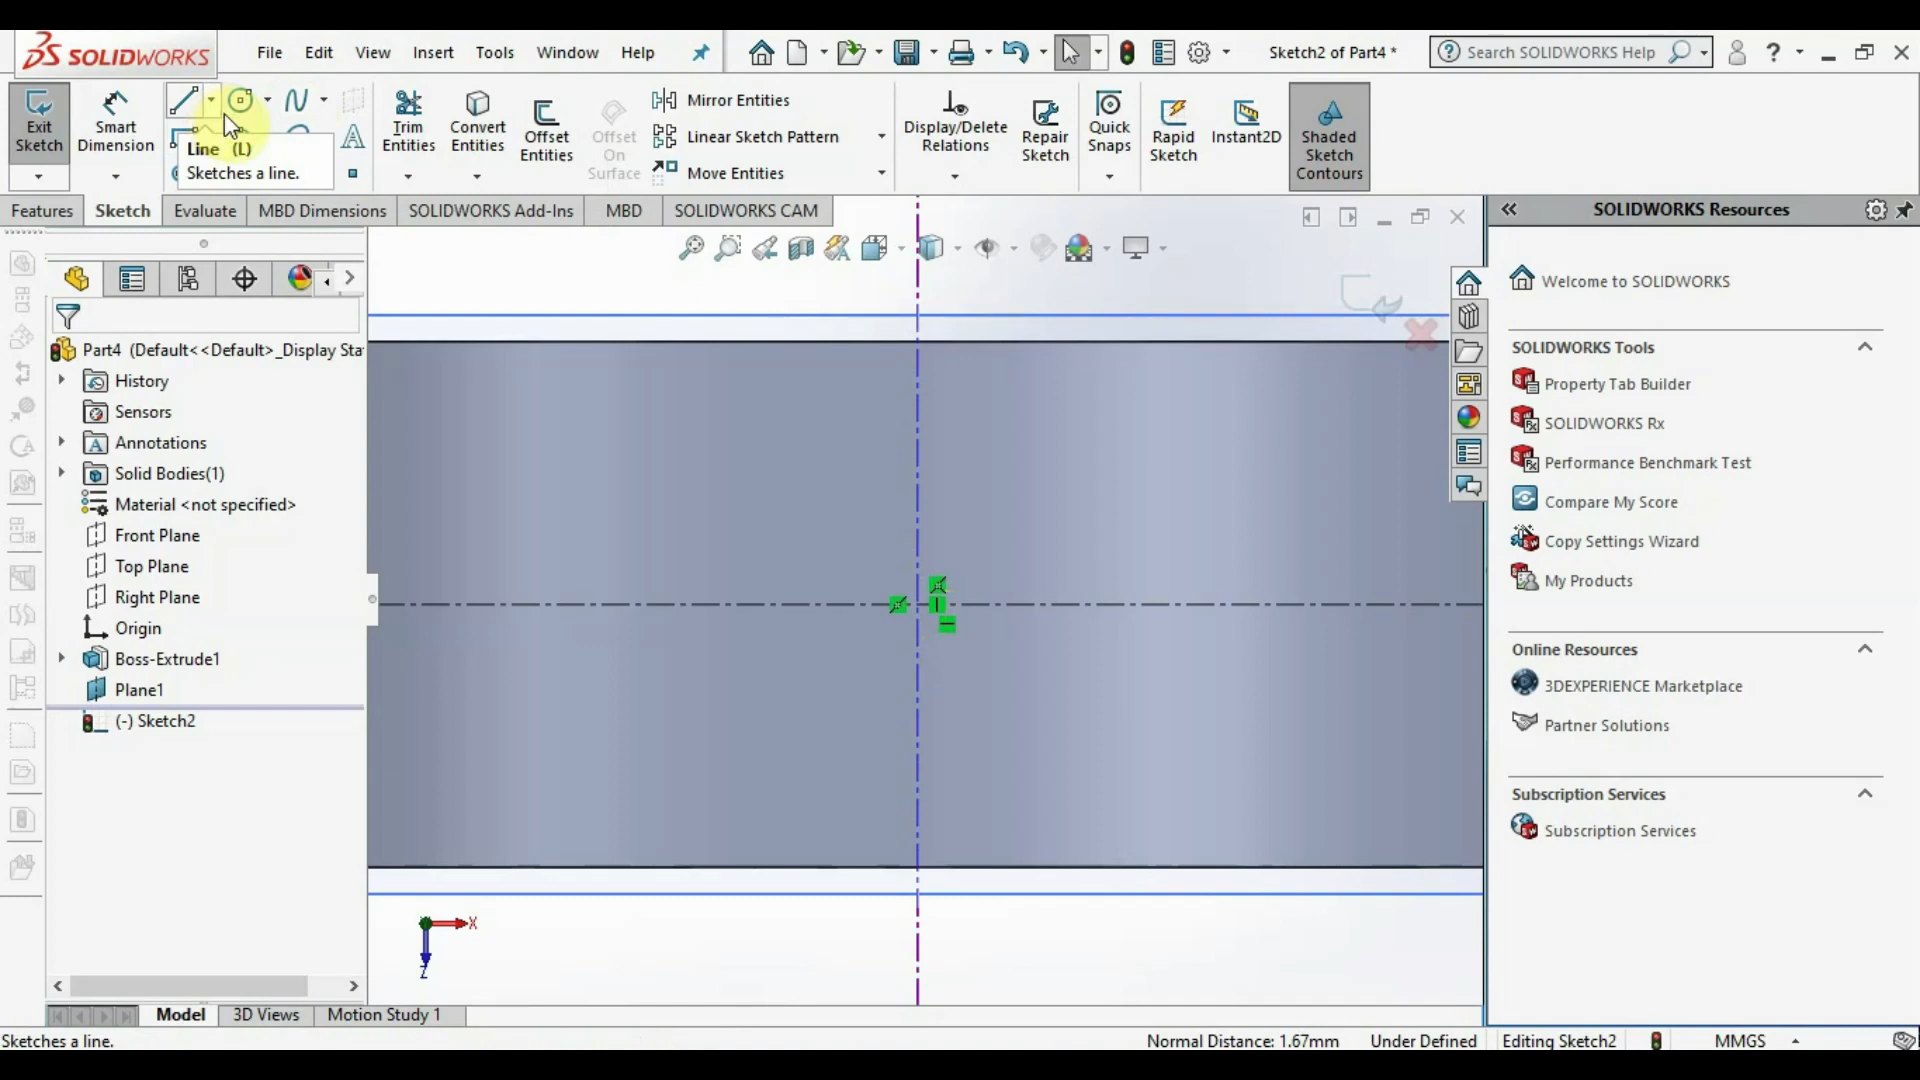 SOLIDWORKS
File Edit View Insert Tools Window Help
Sketch2 of Part4 *
Search SOLIDWORKS Help
Exit Sketch
Smart Dimension
Line (L)
Sketches a line.
Trim Entities
Convert Entities
Offset Entities
Offset On Surface
Mirror Entities
Linear Sketch Pattern
Move Entities
Display/Delete Relations
Repair Sketch
Quick Snaps
Rapid Sketch
Instant2D
Shaded Sketch Contours
Features Sketch Evaluate MBD Dimensions SOLIDWORKS Add-Ins MBD SOLIDWORKS CAM
Part4 (Default<<Default>_Display Sta
History
Sensors
Annotations
Solid Bodies(1)
Material <not specified>
Front Plane
Top Plane
Right Plane
Origin
Boss-Extrude1
Plane1
(-) Sketch2
X
Z
SOLIDWORKS Resources
Welcome to SOLIDWORKS
SOLIDWORKS Tools
Property Tab Builder
SOLIDWORKS Rx
Performance Benchmark Test
Compare My Score
Copy Settings Wizard
My Products
Online Resources
3DEXPERIENCE Marketplace
Partner Solutions
Subscription Services
Subscription Services
Model 3D Views Motion Study 1
Sketches a line.
Normal Distance: 1.67mm Under Defined Editing Sketch2 MMGS